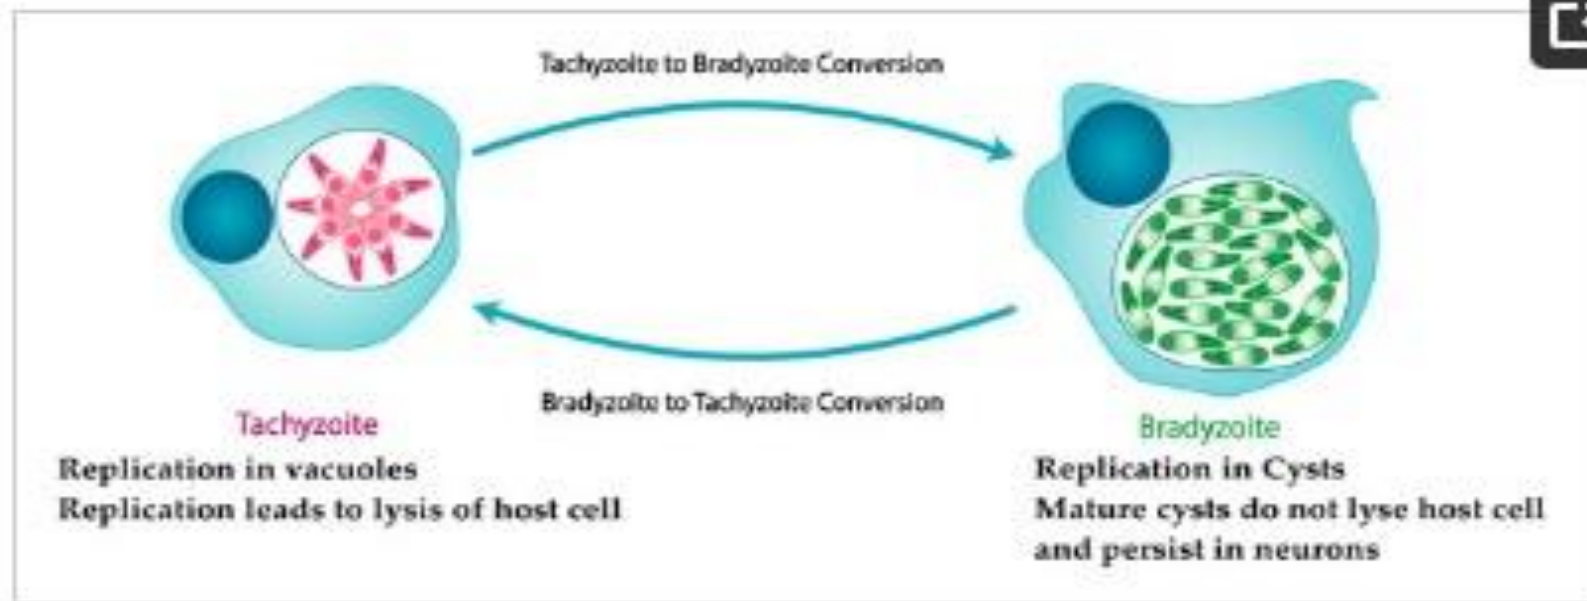 Tachyzoite to Bradyzoite Conversion
Bradyzoite to Tachyzoite Conversion
Tachyzoite
Replication in vacuoles
Replication leads to lysis of host cell
Bradyzoite
Replication in Cysts
Mature cysts do not lyse host cell
and persist in neurons